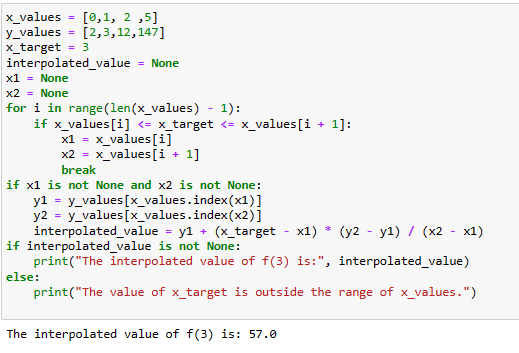 x_values = [0,1, 2 ,5]
y_values = [2,3,12,147]
x_target = 3
interpolated_value = None
x1 = None
x2 = None
for i in range(len(x_values) - 1):
    if x_values[i] <= x_target <= x_values[i + 1]:
        x1 = x_values[i]
        x2 = x_values[i + 1]
        break
if x1 is not None and x2 is not None:
    y1 = y_values[x_values.index(x1)]
    y2 = y_values[x_values.index(x2)]
    interpolated_value = y1 + (x_target - x1) * (y2 - y1) / (x2 - x1)
if interpolated_value is not None:
    print("The interpolated value of f(3) is:", interpolated_value)
else:
    print("The value of x_target is outside the range of x_values.")
The interpolated value of f(3) is: 57.0